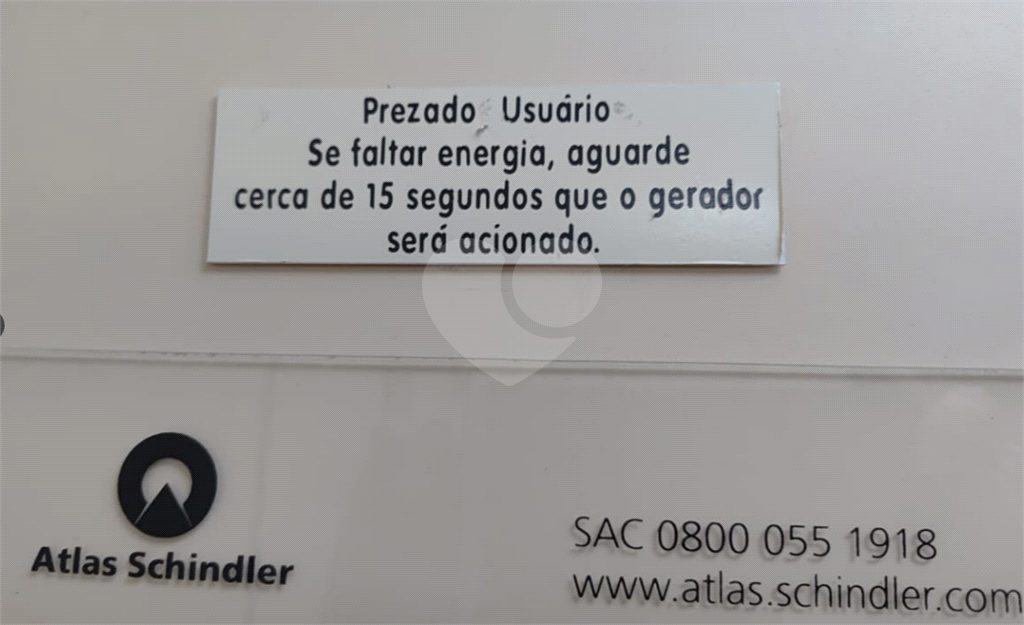 Prezado Usuário
Se faltar energia, aguarde
cerca de 15 segundos que o gerador
será acionado.
Atlas Schindler
SAC 0800 055 1918
www.atlas.schindler.com